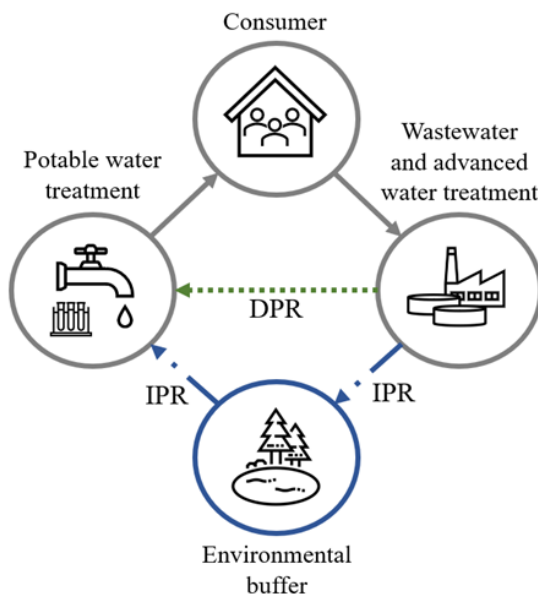 Consumer
Wastewater
and advanced
water treatment
Potable water
treatment
DPR
IPR
IPR
Environmental
buffer